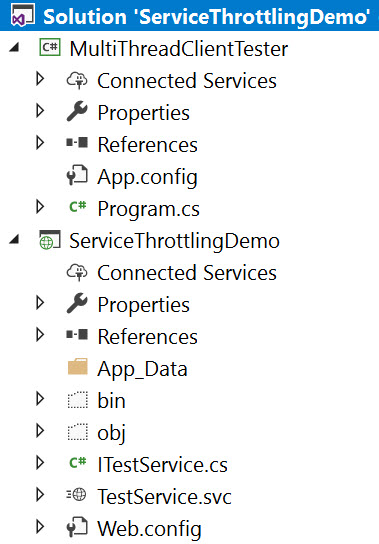 Solution 'ServiceThrottlingDemo'
C# MultiThreadClientTester
Connected Services
Properties
References
App.config
C# Program.cs
ServiceThrottlingDemo
Connected Services
Properties
References
App_Data
bin
obj
C# ITestService.cs
TestService.svc
Web.config